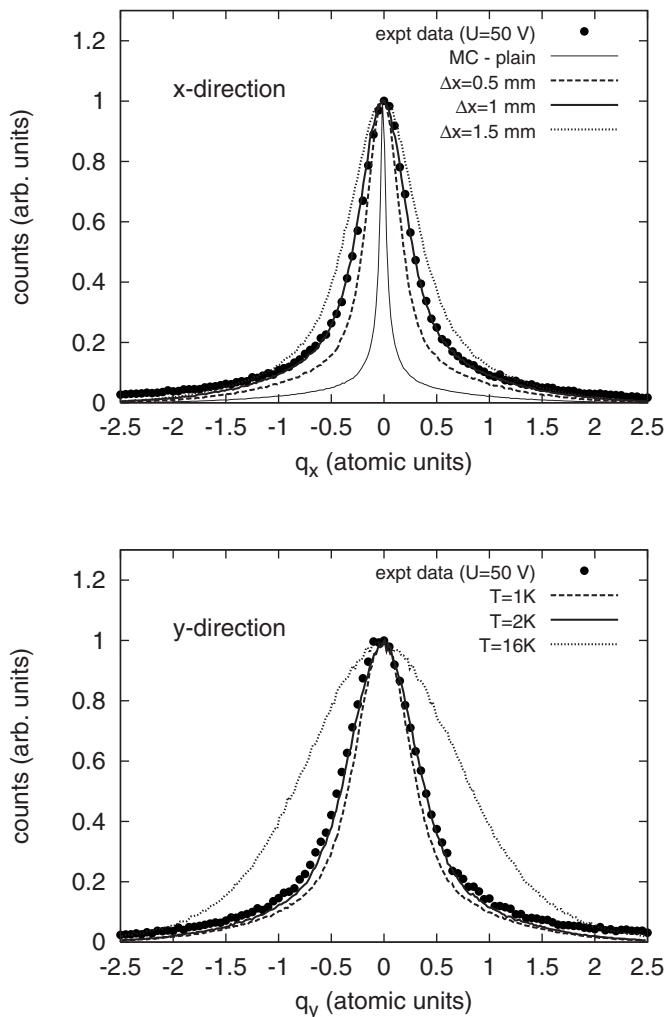 1.2
1
0.8
0.6
0.4
0.2
0
counts (arb. units)
x-direction
expt data (U=50 V)
MC - plain
Δx=0.5 mm
Δx=1 mm
Δx=1.5 mm
-2.5 -2 -1.5 -1 -0.5 0 0.5 1 1.5 2 2.5
qx (atomic units)
1.2
1
0.8
0.6
0.4
0.2
0
counts (arb. units)
y-direction
expt data (U=50 V)
T=1K
T=2K
T=16K
-2.5 -2 -1.5 -1 -0.5 0 0.5 1 1.5 2 2.5
qy (atomic units)